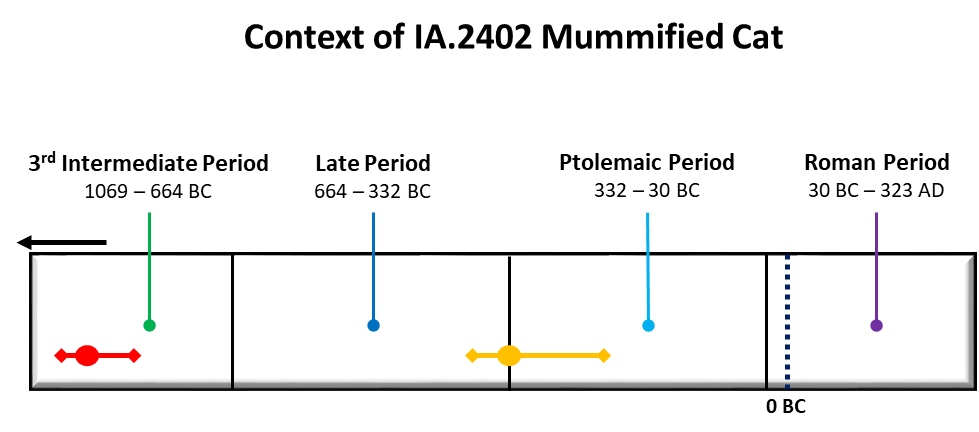 Context of IA.2402 Mummified Cat
3rd Intermediate Period
1069 – 664 BC
Late Period
664 – 332 BC
Ptolemaic Period
332 – 30 BC
Roman Period
30 BC – 323 AD
0 BC